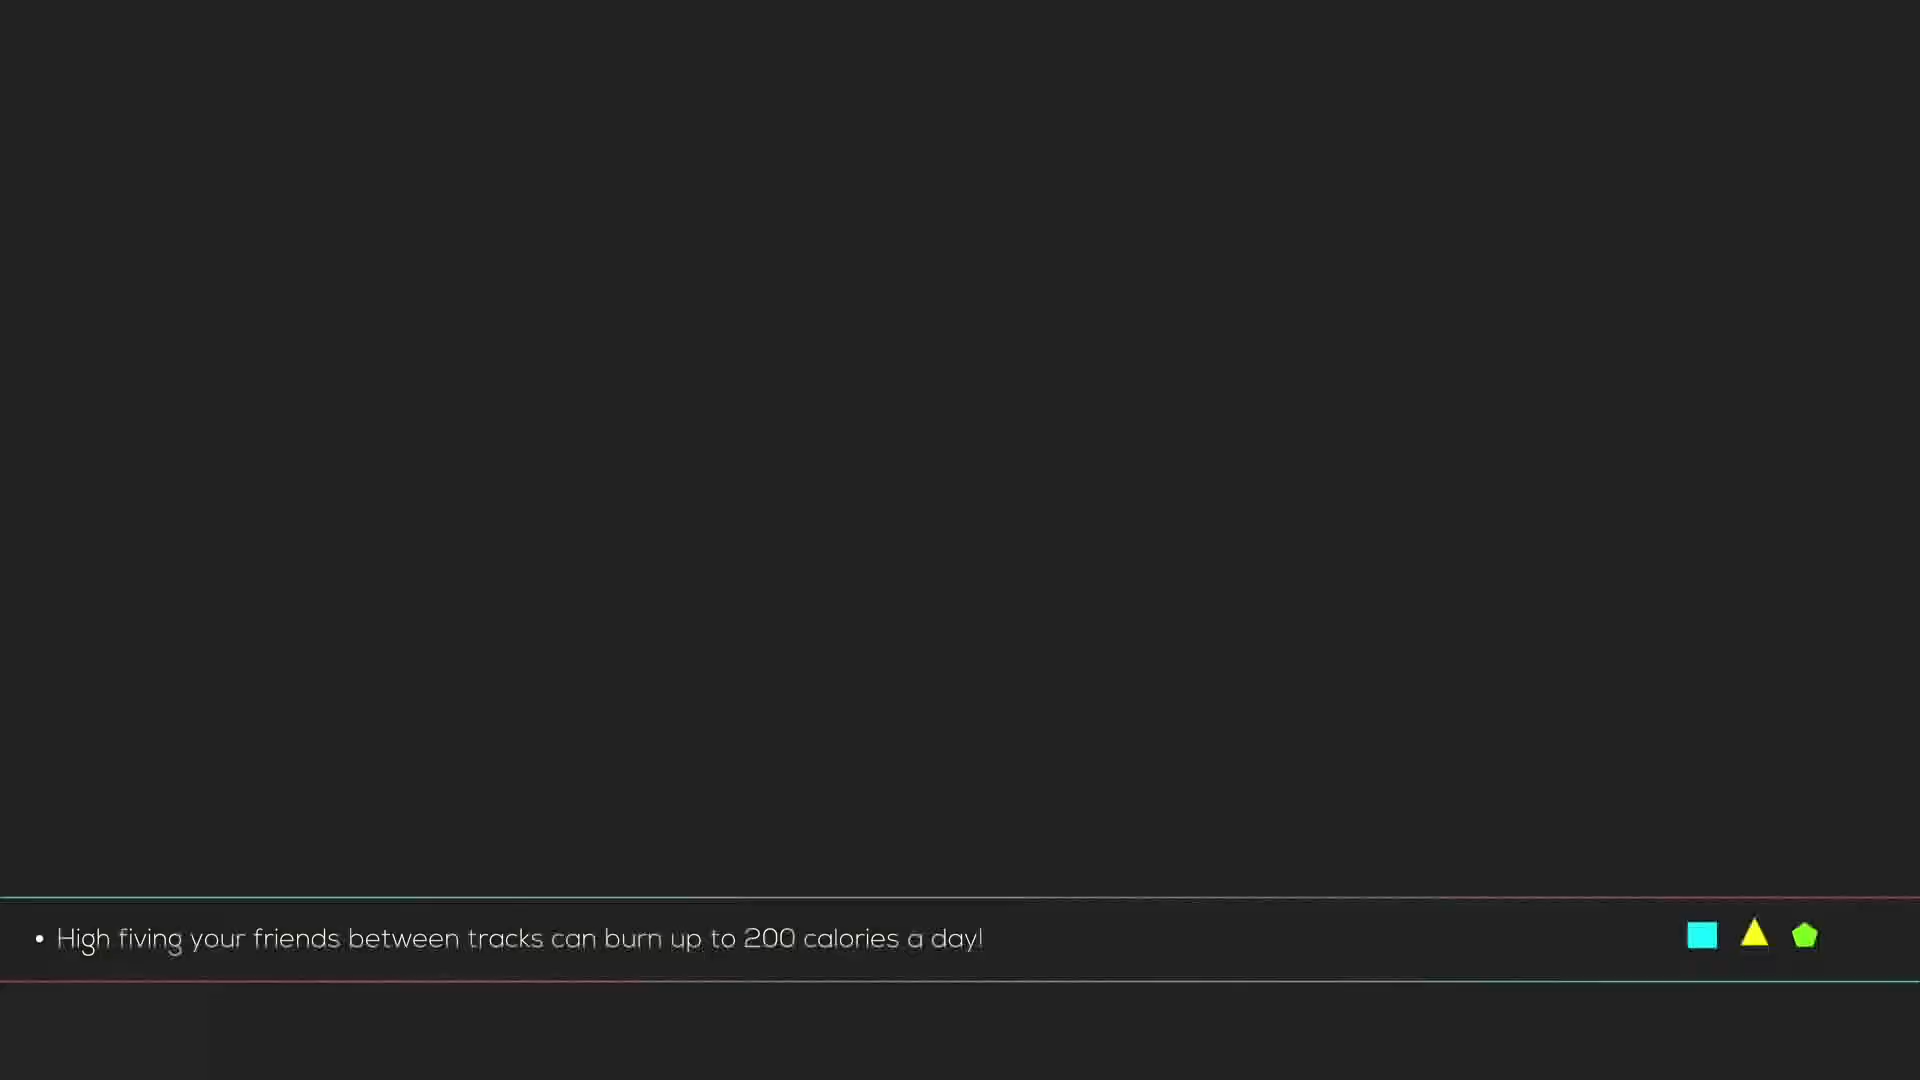 • High fiving your friends between tracks can burn up to 200 calories a day!